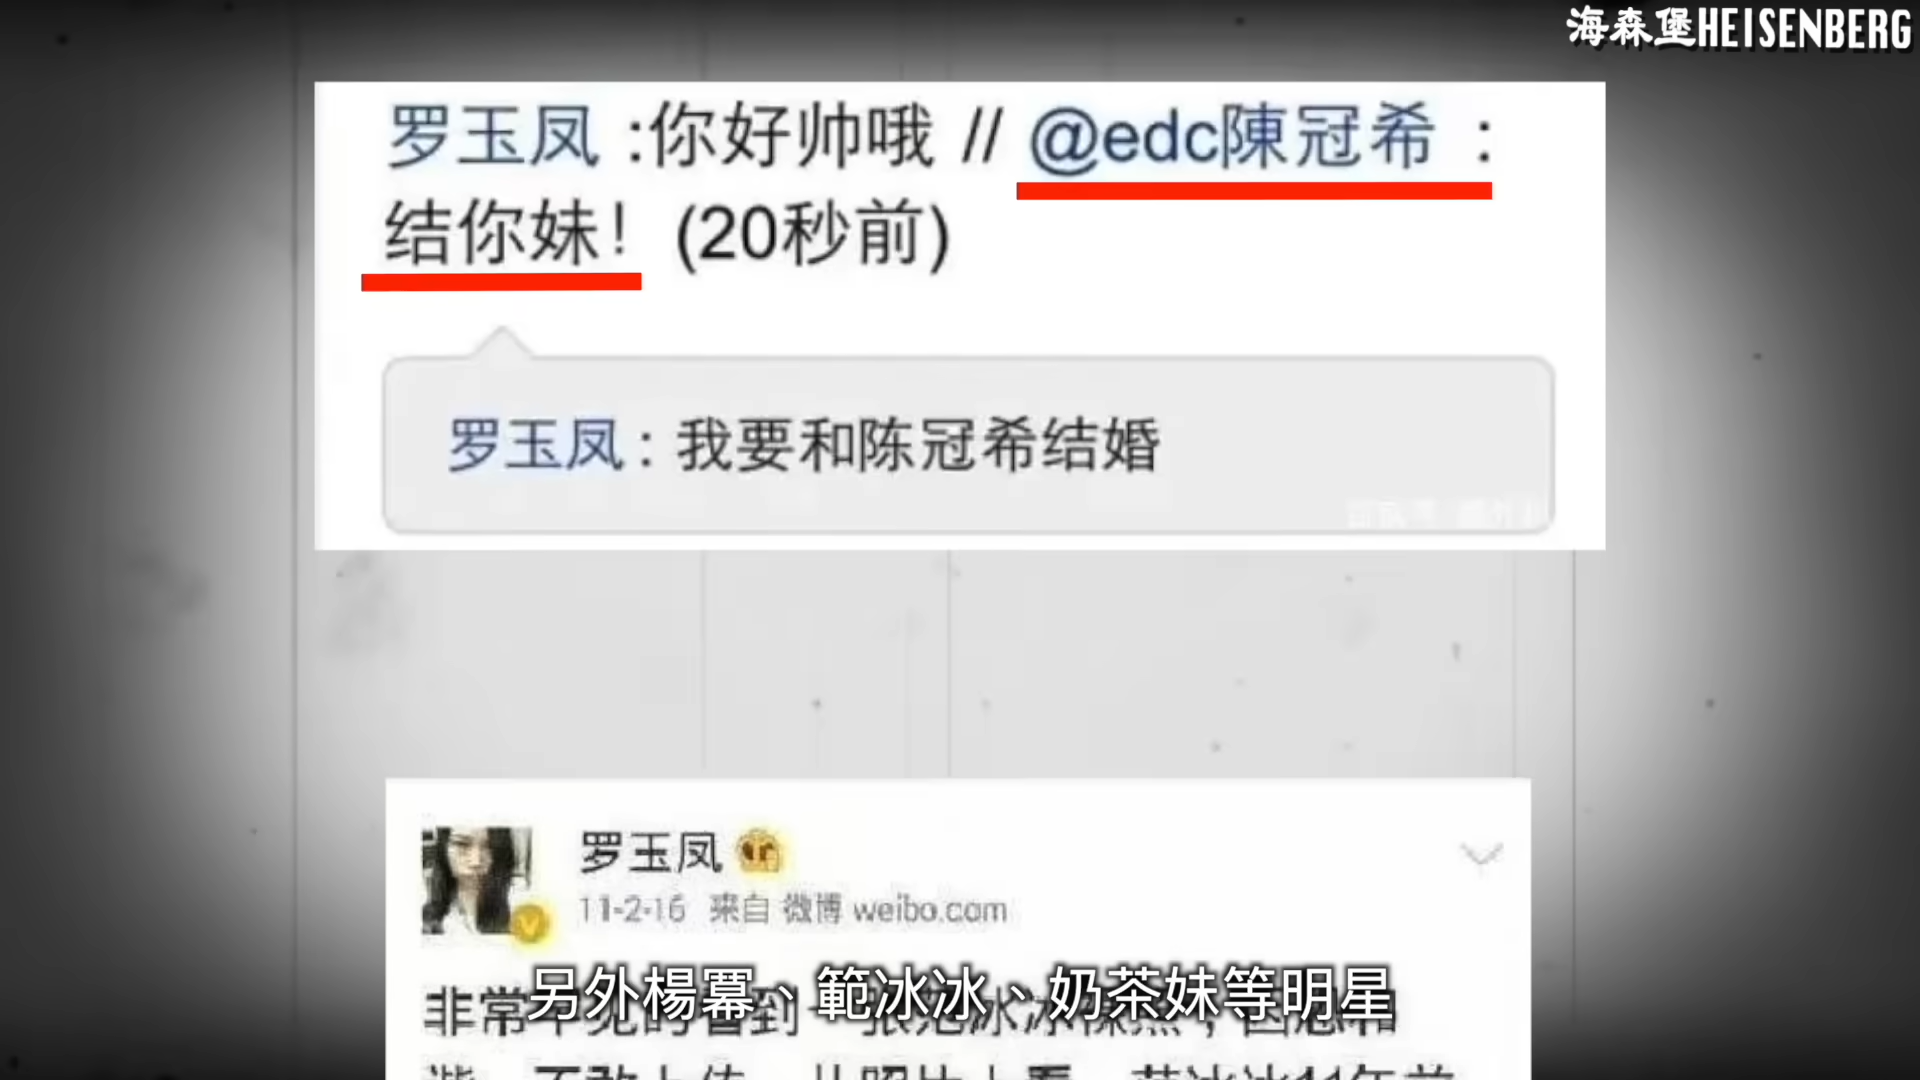 海森堡HEISENBERG
罗玉凤 :你好帅哦 // @edc陳冠希 :
结你妹! (20秒前)
罗玉凤: 我要和陈冠希结婚
罗玉凤
11-2-16 来自 微博 weibo.com
非常
另外楊冪、範冰冰、奶茶妹等明星